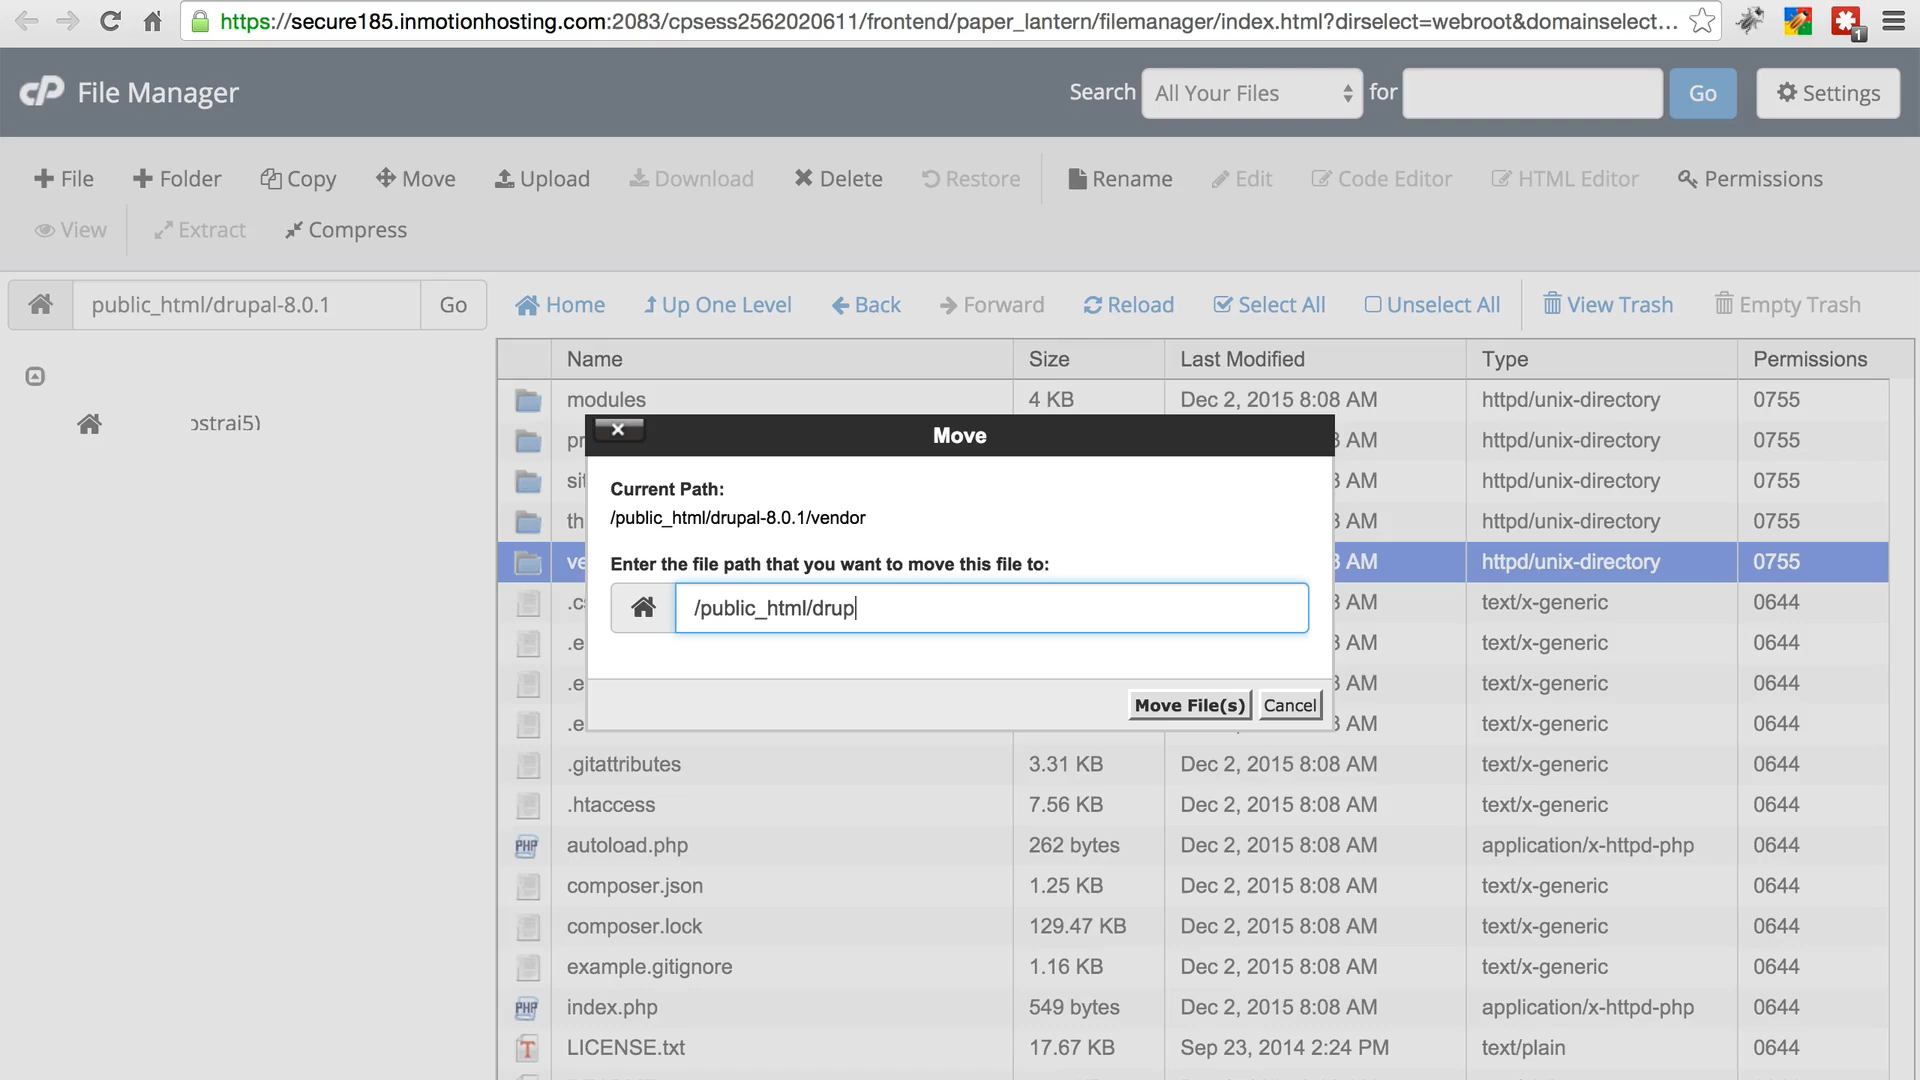 https://secure185.inmotionhosting.com:2083/cpsess2562020611/frontend/paper_lantern/filemanager/index.html?dirselect=webroot&domainselect...
1
cP File Manager
Search All Your Files for Go Settings
File Folder Copy Move Upload Download Delete Restore Rename Edit Code Editor HTML Editor Permissions
View Extract Compress
public_html/drupal-8.0.1 Go Home Up One Level Back Forward Reload Select All Unselect All View Trash Empty Trash
Name Size Last Modified Type Permissions
modules 4 KB Dec 2, 2015 8:08 AM httpd/unix-directory 0755
ostrai5)
Move
pr AM httpd/unix-directory 0755
Current Path:
sit AM httpd/unix-directory 0755
/public_html/drupal-8.0.1/vendor
th AM httpd/unix-directory 0755
Enter the file path that you want to move this file to:
ve AM httpd/unix-directory 0755
/public_html/drup
.cs AM text/x-generic 0644
.e AM text/x-generic 0644
.e AM text/x-generic 0644
Move File(s) Cancel
.e AM text/x-generic 0644
.gitattributes 3.31 KB Dec 2, 2015 8:08 AM text/x-generic 0644
.htaccess 7.56 KB Dec 2, 2015 8:08 AM text/x-generic 0644
PHP autoload.php 262 bytes Dec 2, 2015 8:08 AM application/x-httpd-php 0644
composer.json 1.25 KB Dec 2, 2015 8:08 AM text/x-generic 0644
composer.lock 129.47 KB Dec 2, 2015 8:08 AM text/x-generic 0644
example.gitignore 1.16 KB Dec 2, 2015 8:08 AM text/x-generic 0644
PHP index.php 549 bytes Dec 2, 2015 8:08 AM application/x-httpd-php 0644
T LICENSE.txt 17.67 KB Sep 23, 2014 2:24 PM text/plain 0644